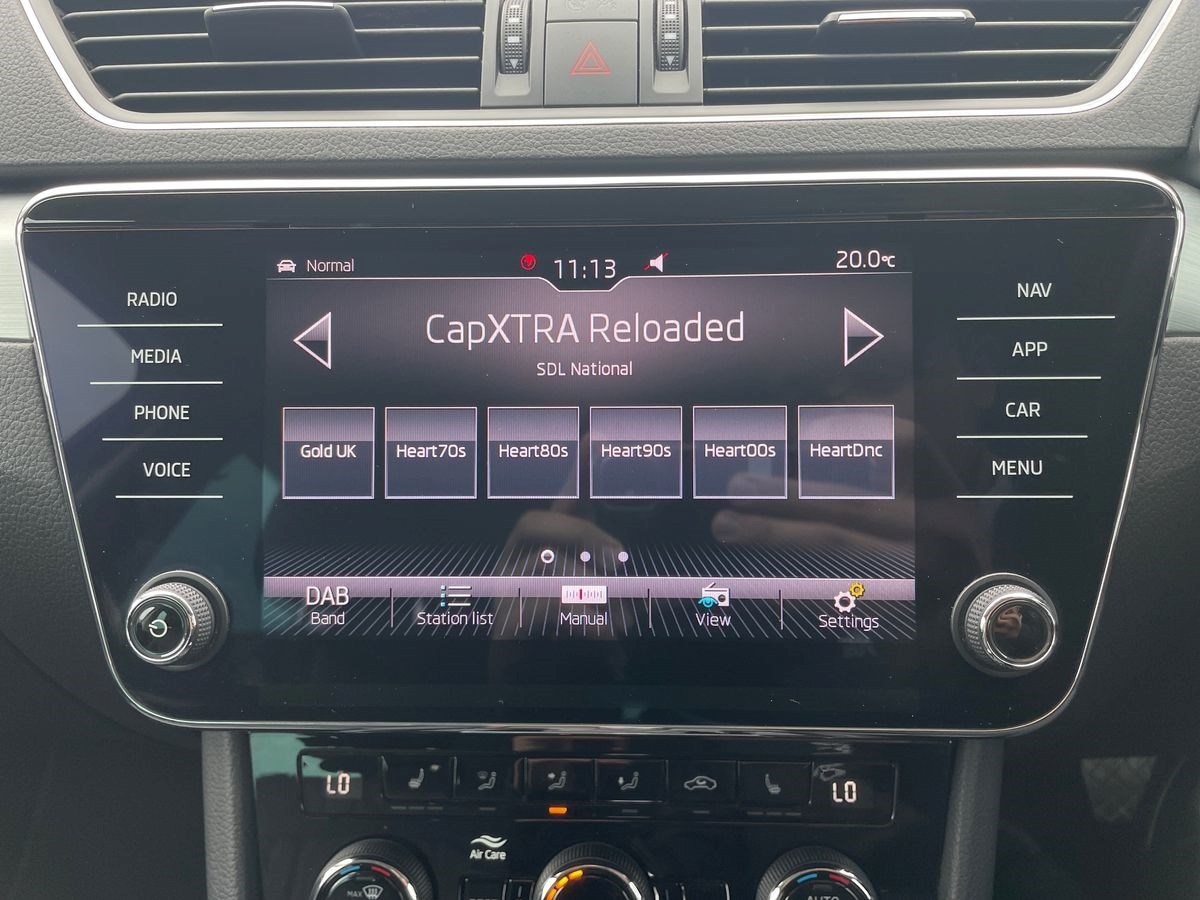 Normal
11:13
20.0°C
RADIO
MEDIA
PHONE
VOICE
NAV
APP
CAR
MENU
CapXTRA Reloaded
SDL National
Gold UK
Heart70s
Heart80s
Heart90s
Heart00s
HeartDnc
DAB
Band
Station list
Manual
View
Settings
LO
LO
Air Care
MAX
AUTO